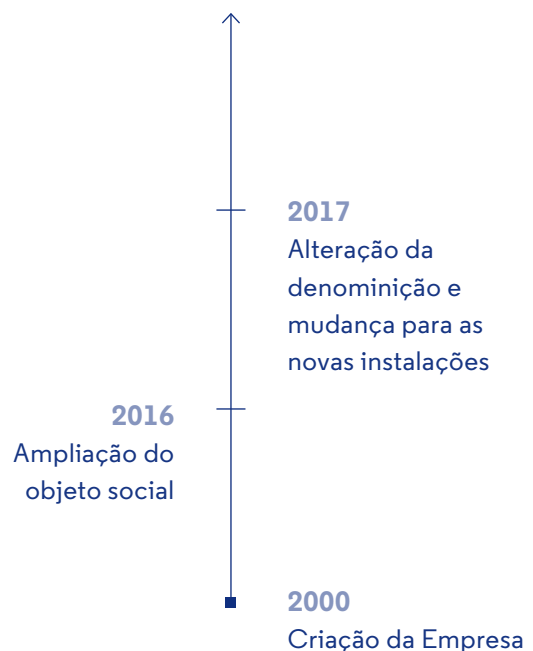 2017
Alteração da
denominição e
mudança para as
novas instalações
2016
Ampliação do
objeto social
2000
Criação da Empresa